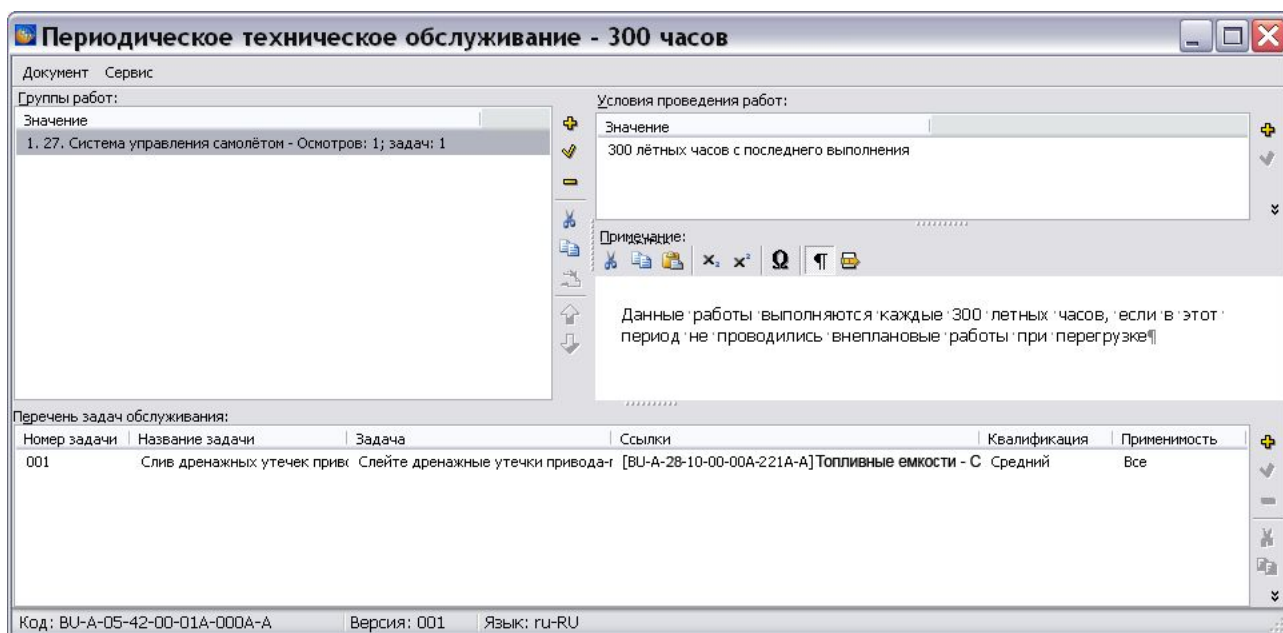 Периодическое техническое обслуживание - 300 часов
Документ Сервис
Группы работ:
Значение
1. 27. Система управления самолётом - Осмотров: 1; задач: 1
Условия проведения работ:
Значение
300 лётных часов с последнего выполнения
Примечание:
Данные работы выполняются каждые 300 летных часов, если в этот
период не проводились внеплановые работы при перегрузке¶
Перечень задач обслуживания:
Номер задачи Название задачи Задача Ссылки Квалификация Применимость
001 Слив дренажных утечек приво Слейте дренажные утечки привода-г [BU-A-28-10-00-00A-221A-A] Топливные емкости - С Средний Все
Код: BU-A-05-42-00-01A-000A-A Версия: 001 Язык: ru-RU